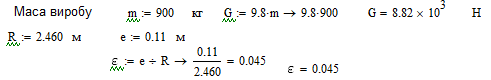 Маса виробу m := 900 кг G := 9.8·m → 9.8·900 G = 8.82 × 10³ Н
R := 2.460 м e := 0.11 м
ε := e ÷ R → 0.11/2.460 = 0.045 ε = 0.045